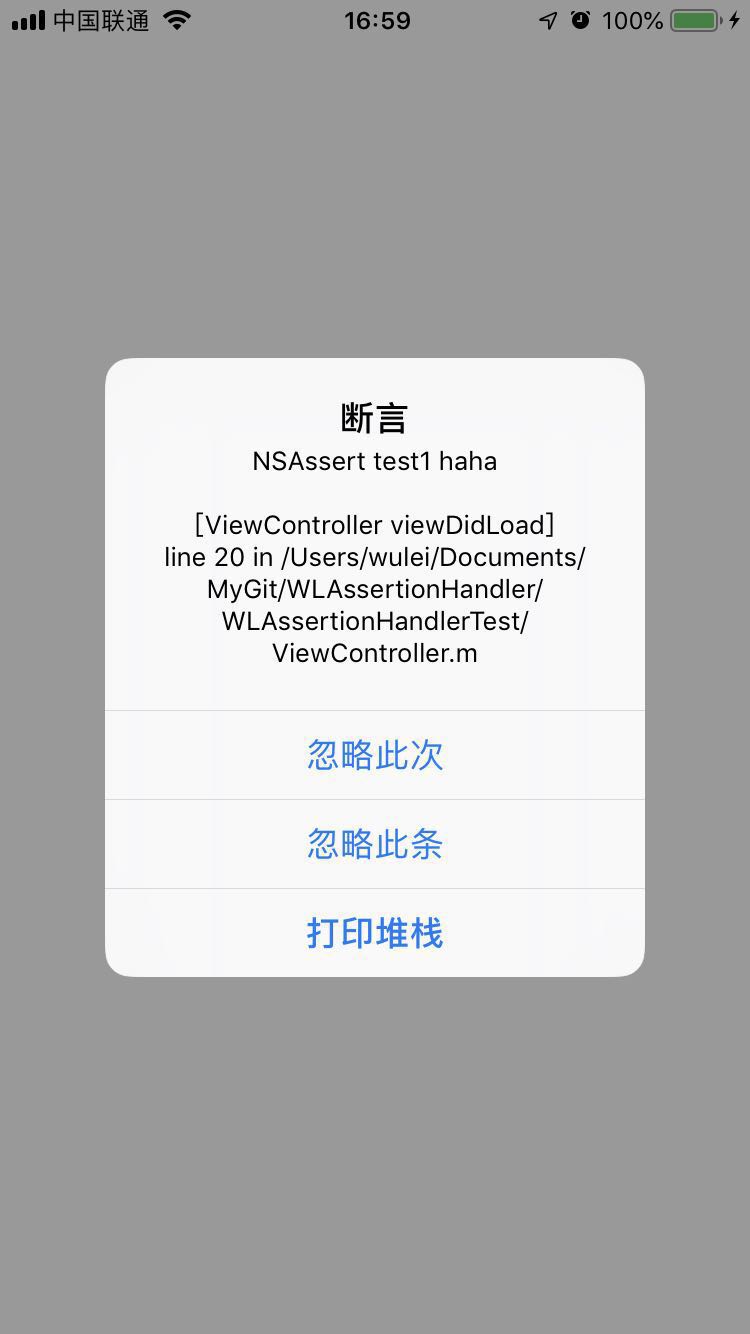 中国联通 16:59 100%
断言
NSAssert test1 haha
[ViewController viewDidLoad]
line 20 in /Users/wulei/Documents/
MyGit/WLAssertionHandler/
WLAssertionHandlerTest/
ViewController.m
忽略此次
忽略此条
打印堆栈